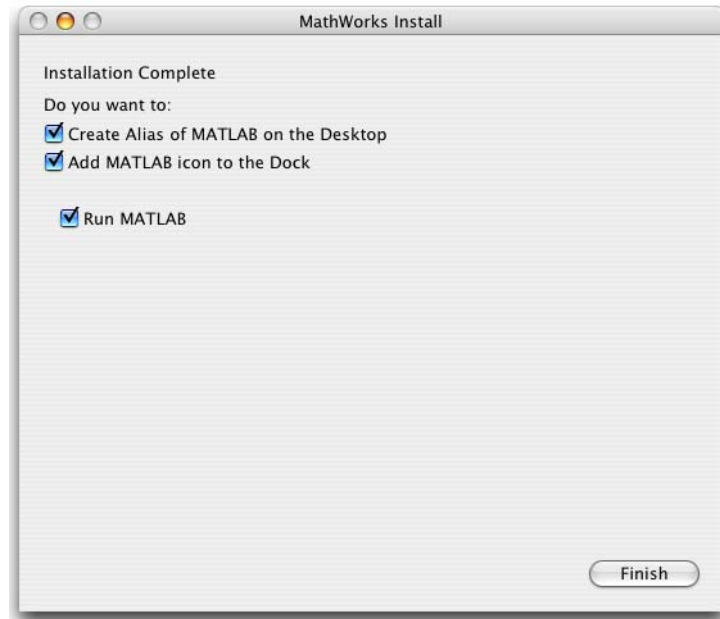 MathWorks Install
Installation Complete
Do you want to:
Create Alias of MATLAB on the Desktop
Add MATLAB icon to the Dock
Run MATLAB
Finish